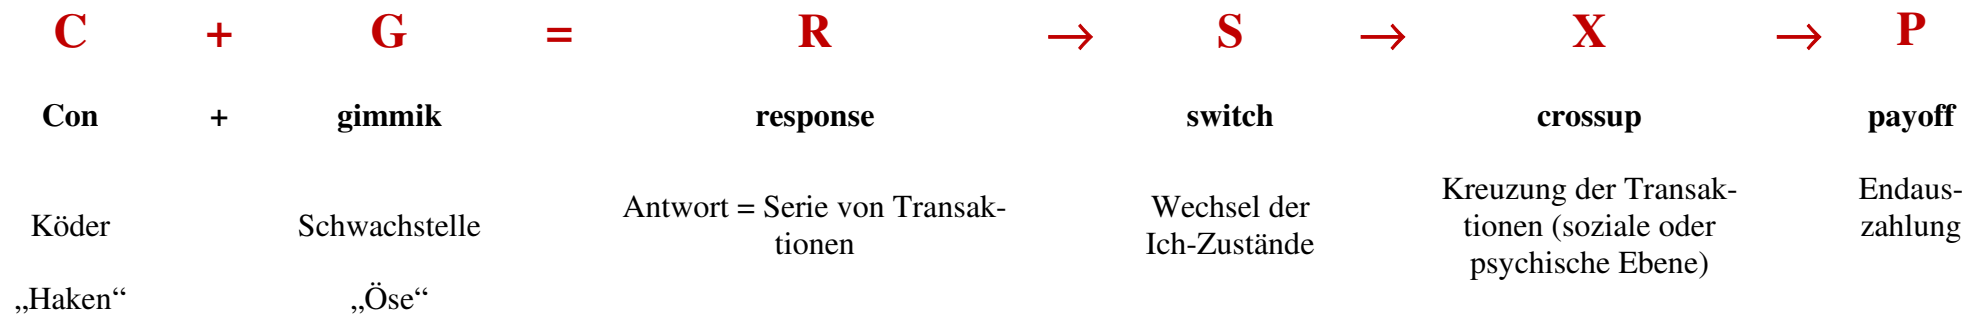 C + G = R → S → X → P
Con + gimmik response switch crossup payoff
Köder Schwachstelle Antwort = Serie von Transak- Wechsel der Kreuzung der Transak- Endaus-
tionen Ich-Zustände tionen (soziale oder zahlung
psychische Ebene)
„Haken“ „Öse“